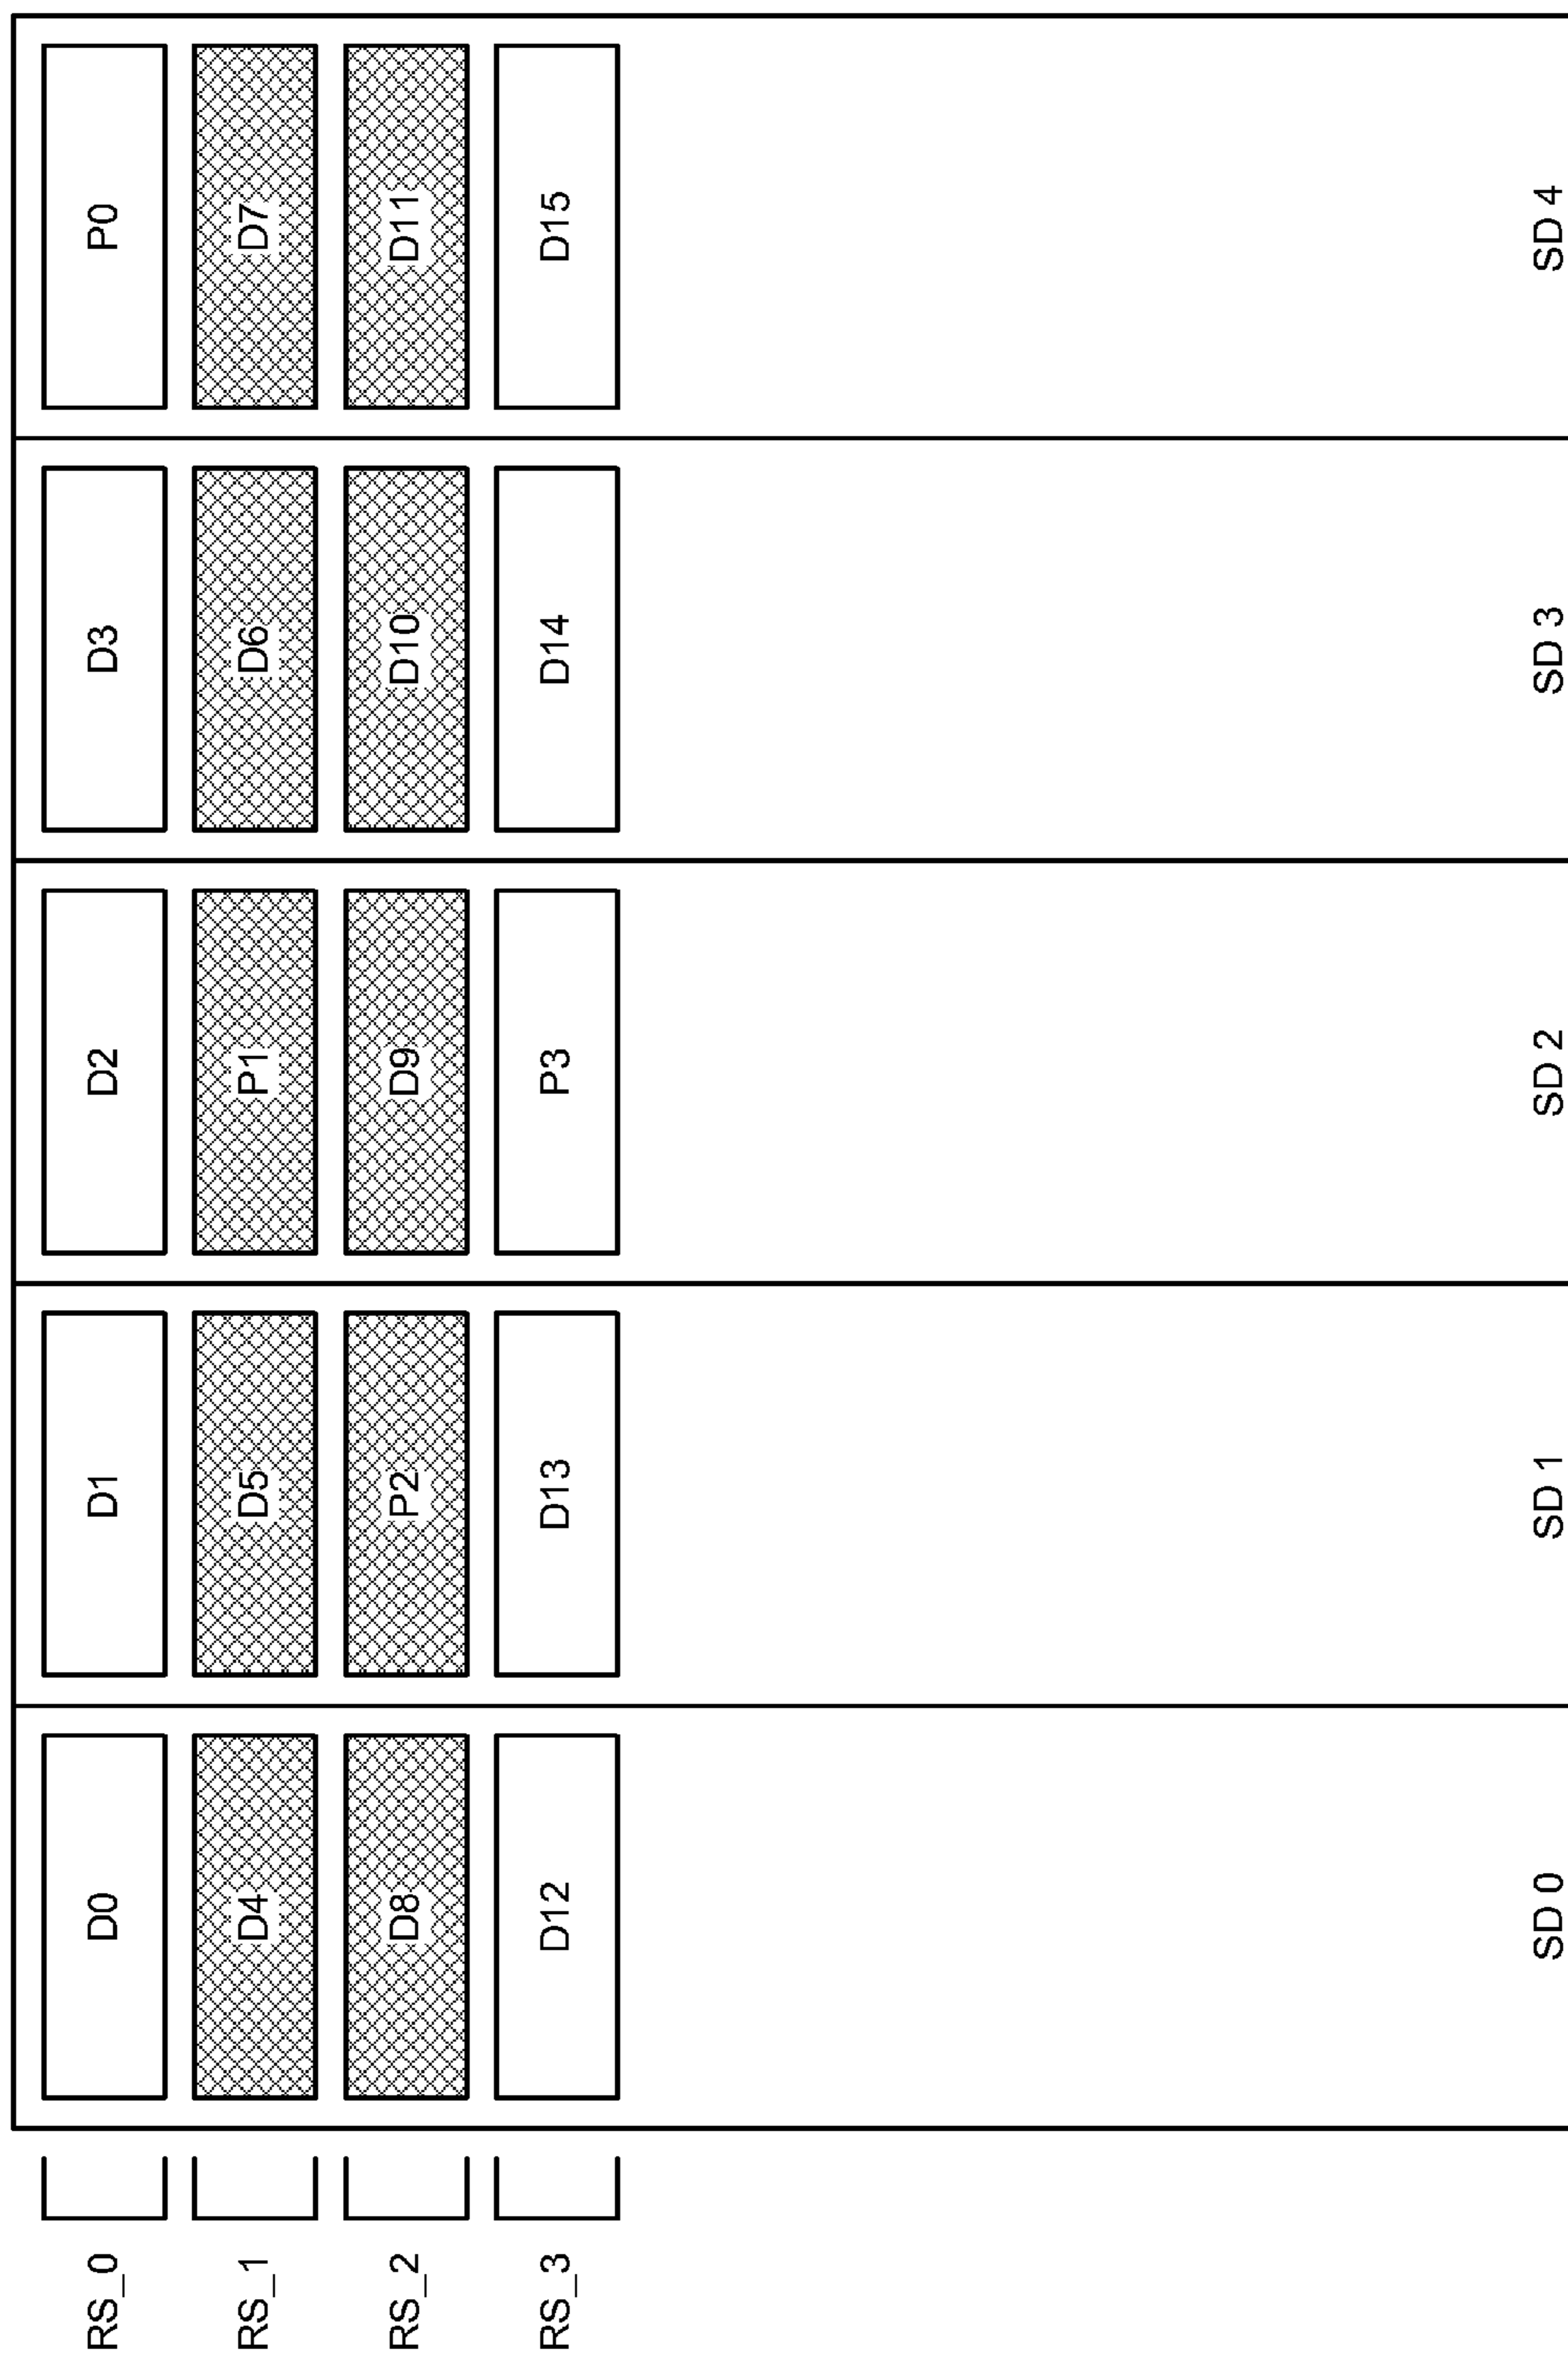 RS_0 D0 D1 D2 D3 P0
RS_1 D4 D5 P1 D6 D7
RS_2 D8 P2 D9 D10 D11
RS_3 D12 D13 P3 D14 D15
SD 0 SD 1 SD 2 SD 3 SD 4